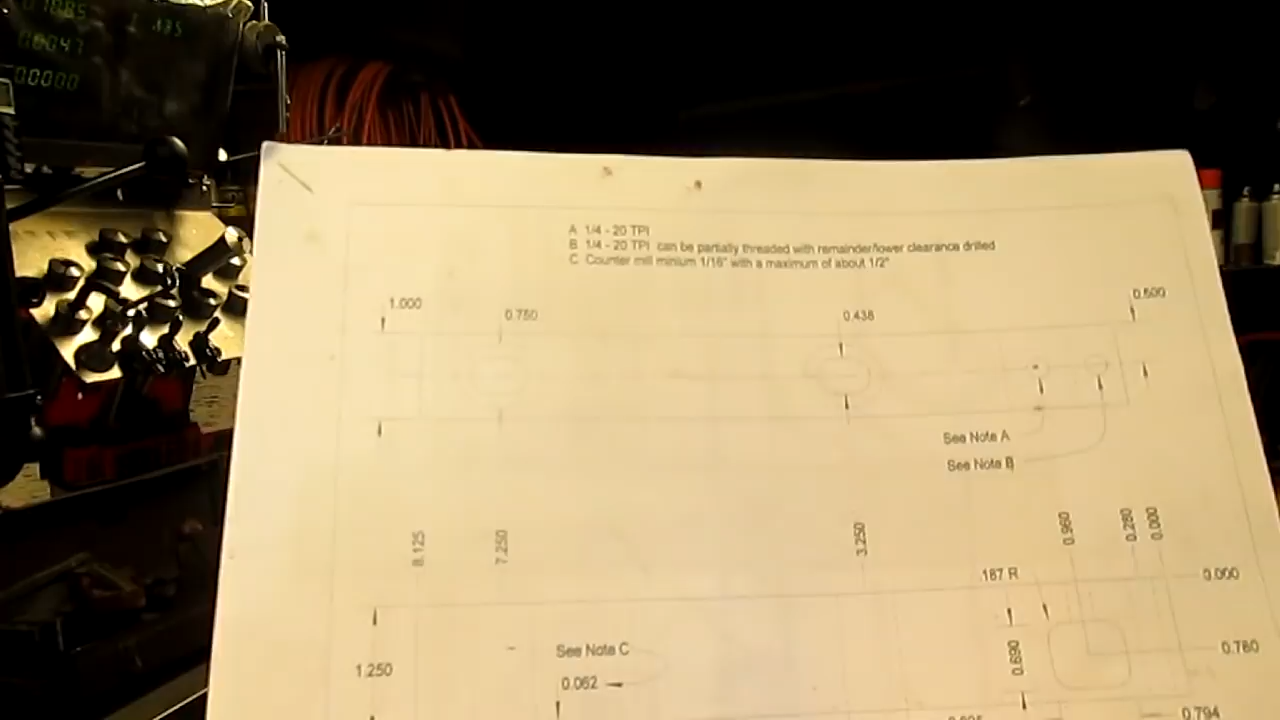 A 1/4 - 20 TPI
B 1/4 - 20 TPI can be partially threaded with remainder/lower clearance drilled
C Counter mill minium 1/16" with a maximum of about 1/2"
1.000
0.750
0.438
0.500
See Note A
See Note B
8.125
7.250
3.250
0.960
0.280
0.000
.187 R
0.000
See Note C
0.690
0.780
1.250
0.062
0.794